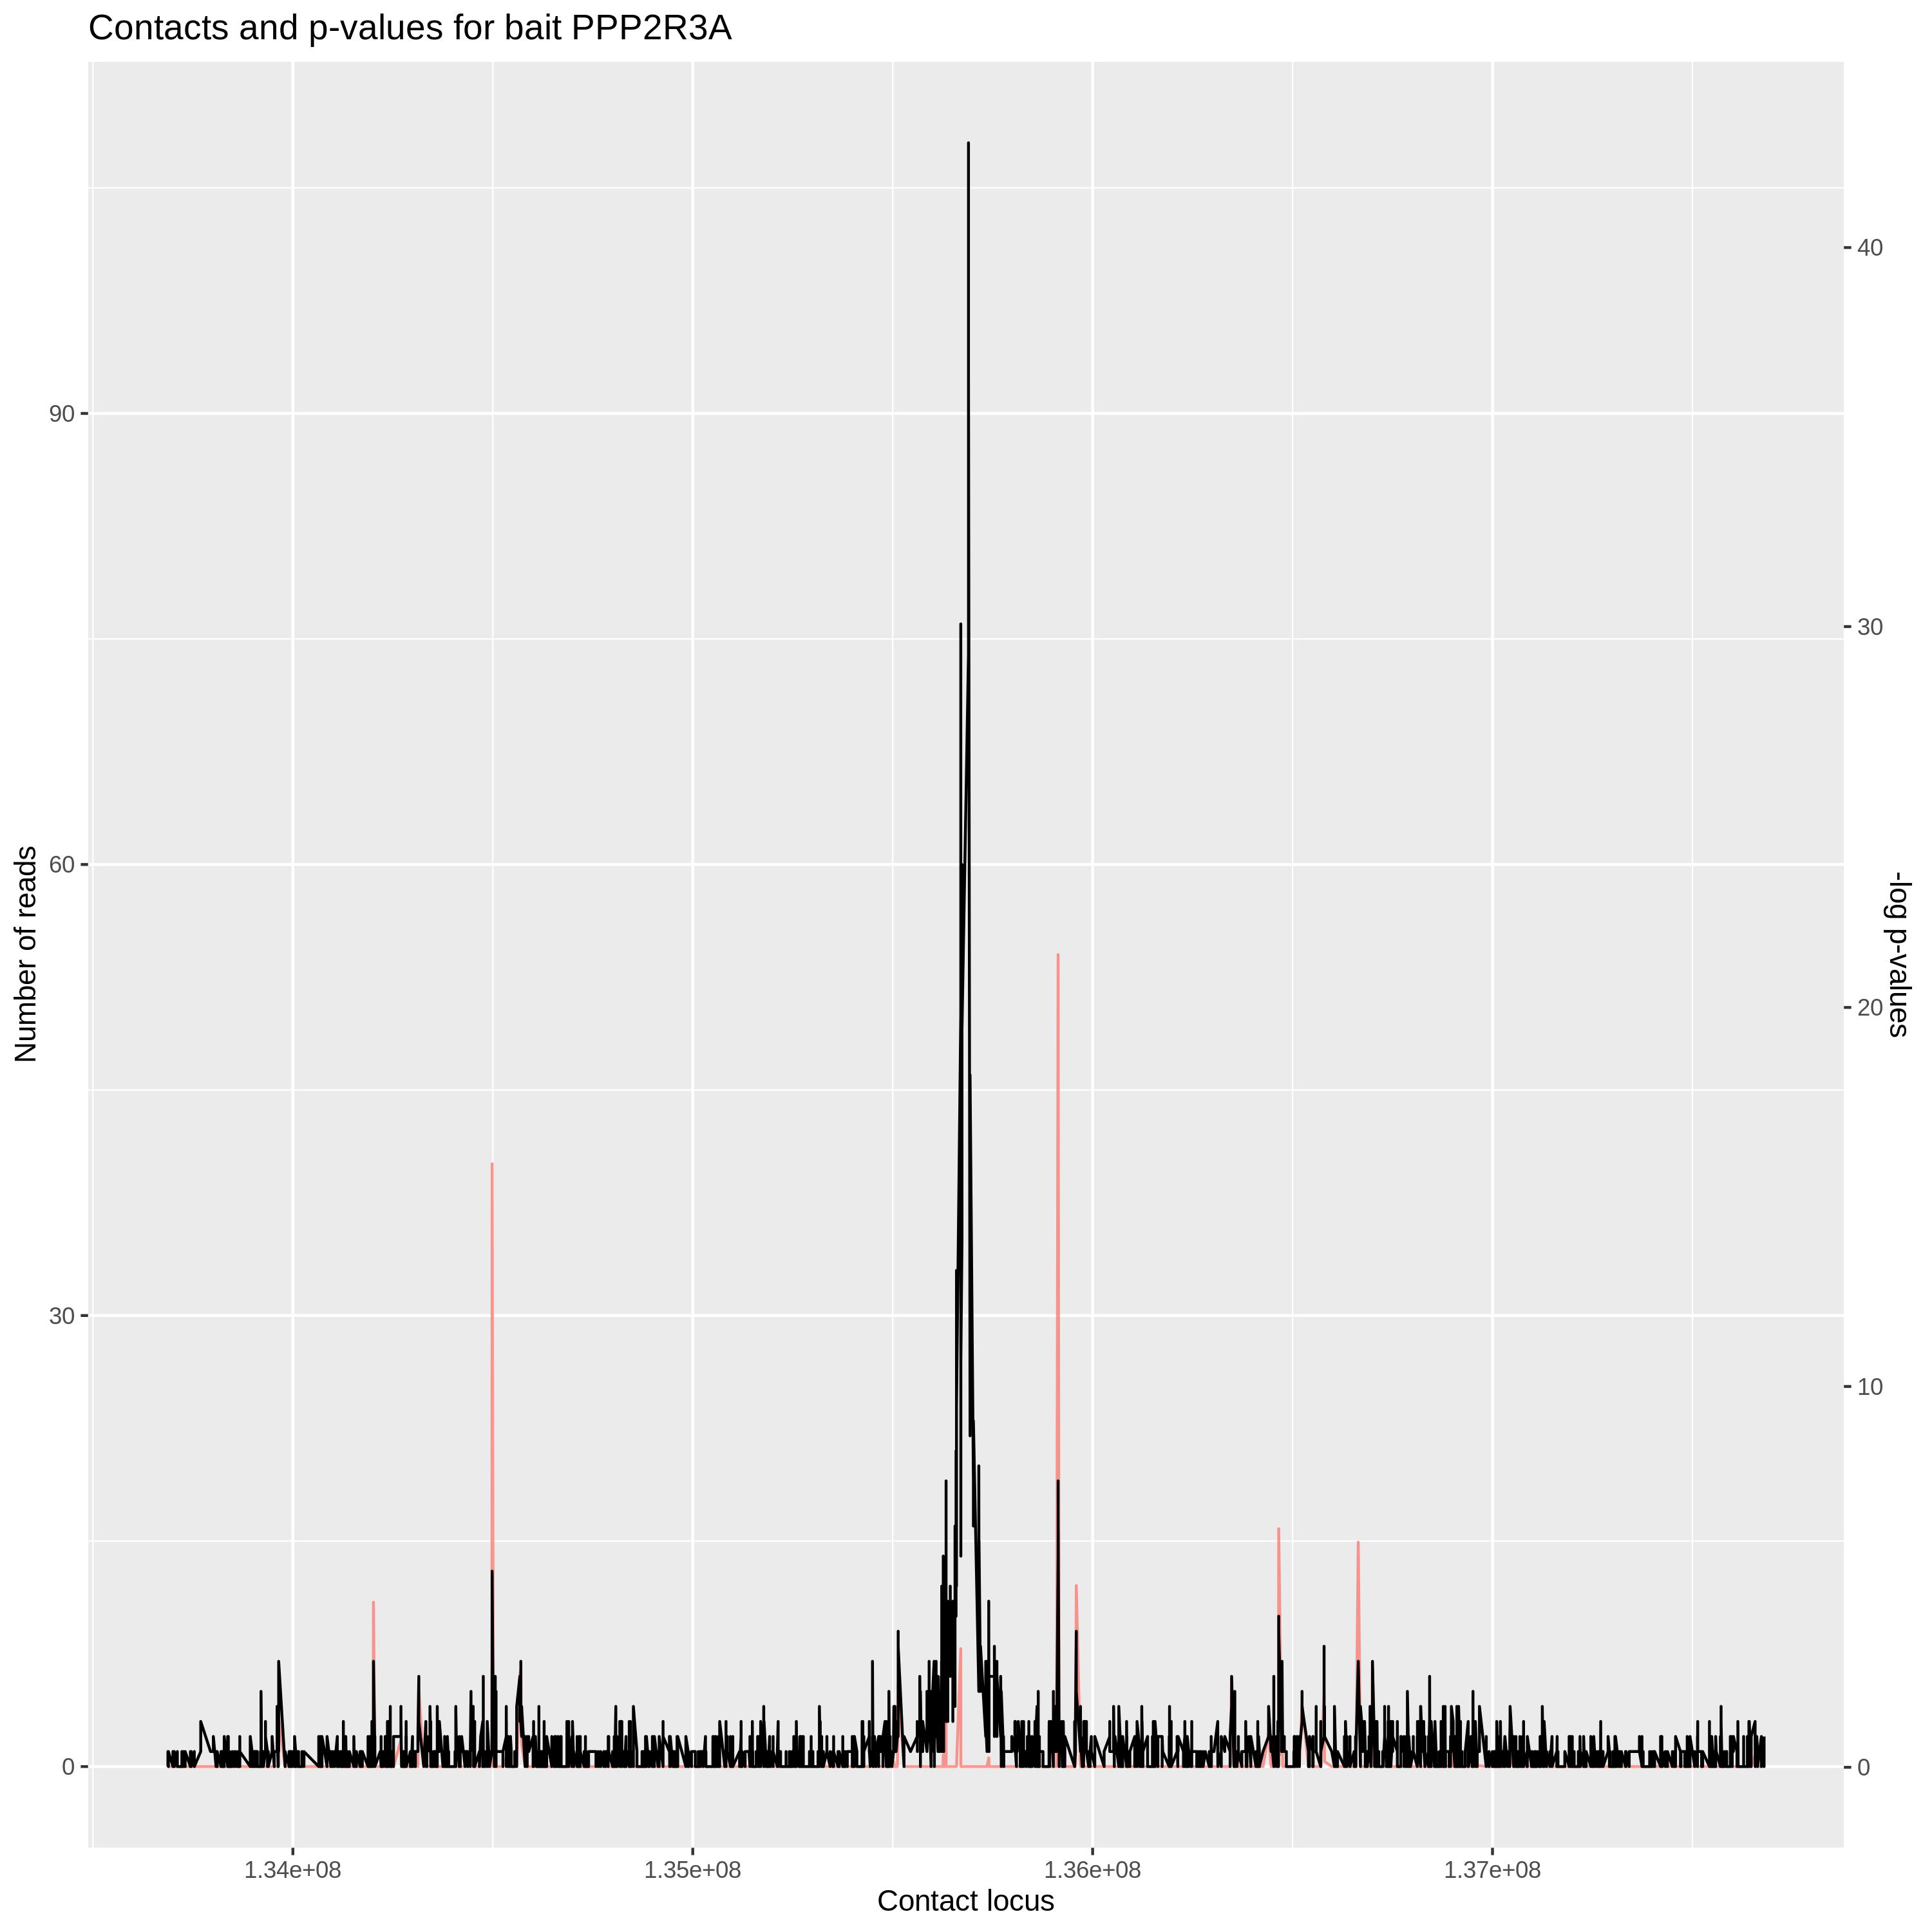 Contacts and p-values for bait PPP2R3A
Number of reads
90
60
30
0
40
30
20
10
0
-log p-values
1.34e+08 1.35e+08 1.36e+08 1.37e+08
Contact locus